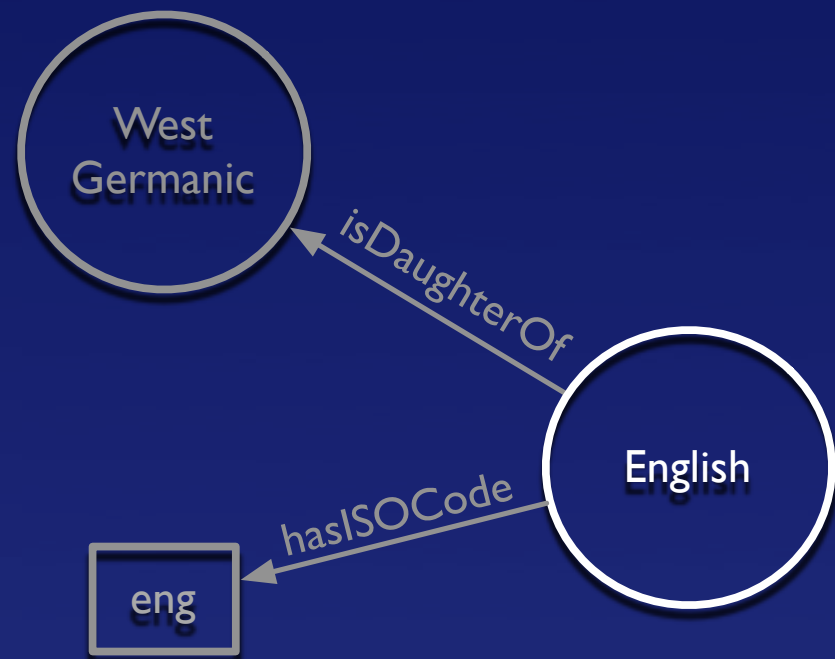 West
Germanic
isDaughterOf
English
hasISOCode
eng